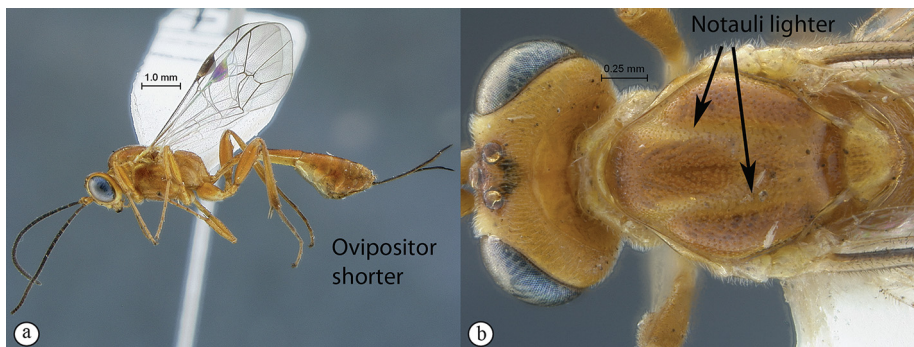 1.0 mm
Ovipositor
shorter
a
Notauli lighter
0.25 mm
b